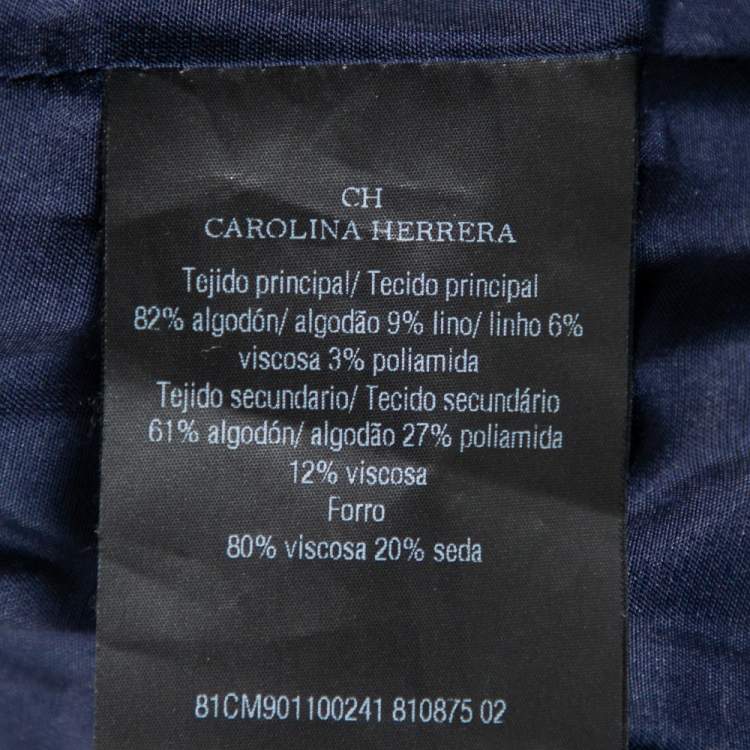 CH
CAROLINA HERRERA
Tejido principal/ Tecido principal
82% algodón/ algodão 9% lino/ linho 6%
viscosa 3% poliamida
Tejido secundario/ Tecido secundário
61% algodón/ algodão 27% poliamida
12% viscosa
Forro
80% viscosa 20% seda
81CM901100241 810875 02